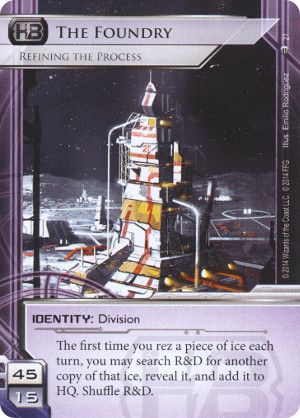 HB THE FOUNDRY
REFINING THE PROCESS
21
Illus. Emilio Rodriguez
© 2014 Wizards of the Coast LLC. © 2014 FFG
IDENTITY: Division
The first time you rez a piece of ice each
turn, you may search R&D for another
copy of that ice, reveal it, and add it to
HQ. Shuffle R&D.
45
15